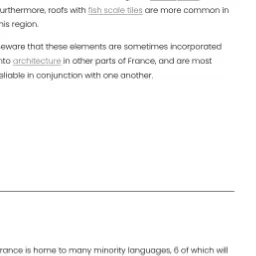 urthermore, roofs with fish scale tiles are more common in
his region.
eware that these elements are sometimes incorporated
nto architecture in other parts of France, and are most
eliable in conjunction with one another.
rance is home to many minority languages, 6 of which will